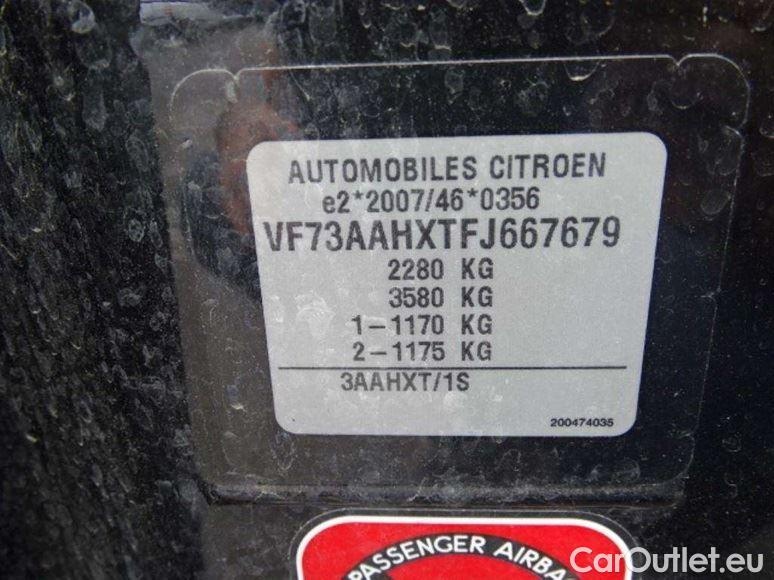 AUTOMOBILES CITROEN
e2*2007/46*0356
VF73AAHXTFJ667679
2280 KG
3580 KG
1-1170 KG
2-1175 KG
3AAHXT/1S
200474035
PASSENGER
CarOutlet.eu